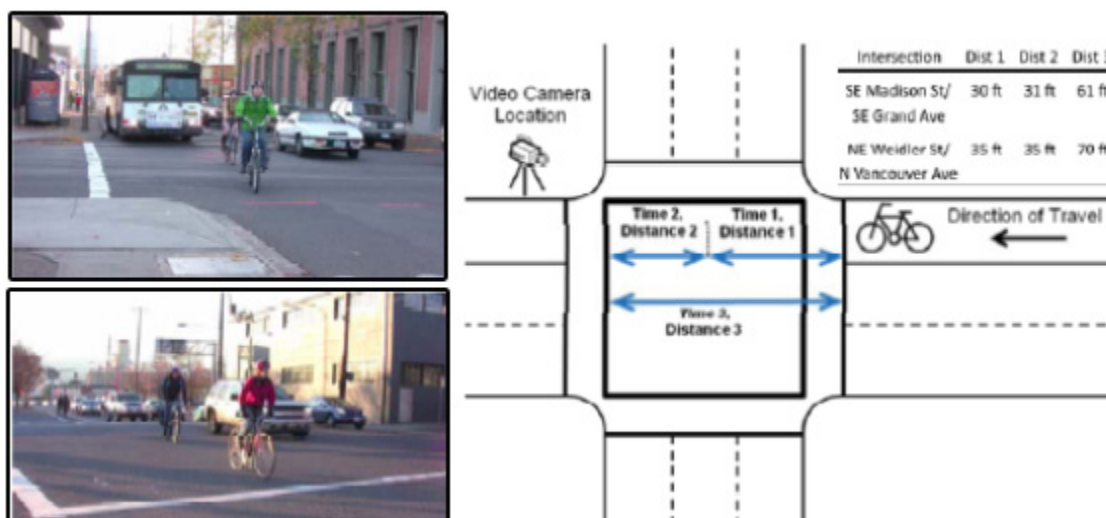 Video Camera
Location
Intersection Dist 1 Dist 2 Dist 3
SE Madison St/ 30 ft 31 ft 61 ft
SE Grand Ave
NE Weidler St/ 35 ft 35 ft 70 ft
N Vancouver Ave
Time 2, Time 1,
Distance 2 Distance 1
Direction of Travel
Time 3,
Distance 3